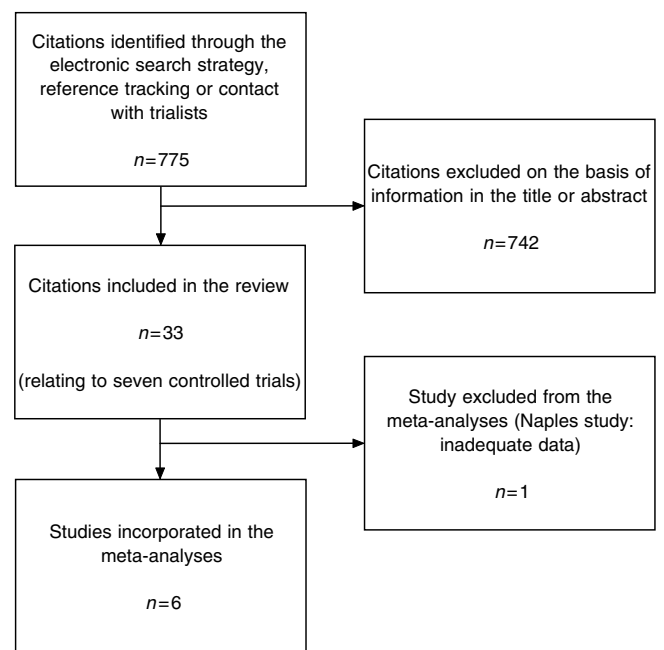 Citations identified through the
electronic search strategy,
reference tracking or contact
with trialists
n=775
Citations excluded on the basis of
information in the title or abstract
n=742
Citations included in the review
n=33
(relating to seven controlled trials)
Study excluded from the
meta-analyses (Naples study:
inadequate data)
n=1
Studies incorporated in the
meta-analyses
n=6